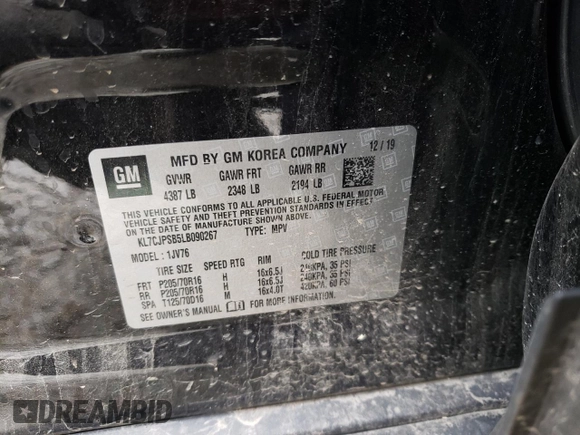 GM
MFD BY GM KOREA COMPANY 12/19
GVWR GAWR FRT GAWR RR
4387 LB 2348 LB 2194 LB
THIS VEHICLE CONFORMS TO ALL APPLICABLE U.S. FEDERAL MOTOR
VEHICLE SAFETY, BUMPER, AND THEFT PREVENTION STANDARDS
IN EFFECT ON THE DATE OF MANUFACTURE SHOWN ABOVE.
KL7CJPSB5LB090267 TYPE: MPV
MODEL: 1JV76
TIRE SIZE SPEED RTG RIM COLD TIRE PRESSURE
FRT P205/70R16 H 16x6.5J 240KPA, 35 PSI
RR P205/70R16 H 16x6.5J 240KPA, 35 PSI
SPA T125/70D16 M 16x4.0T 420KPA, 60 PSI
SEE OWNER'S MANUAL FOR MORE INFORMATION.
DREAMBID